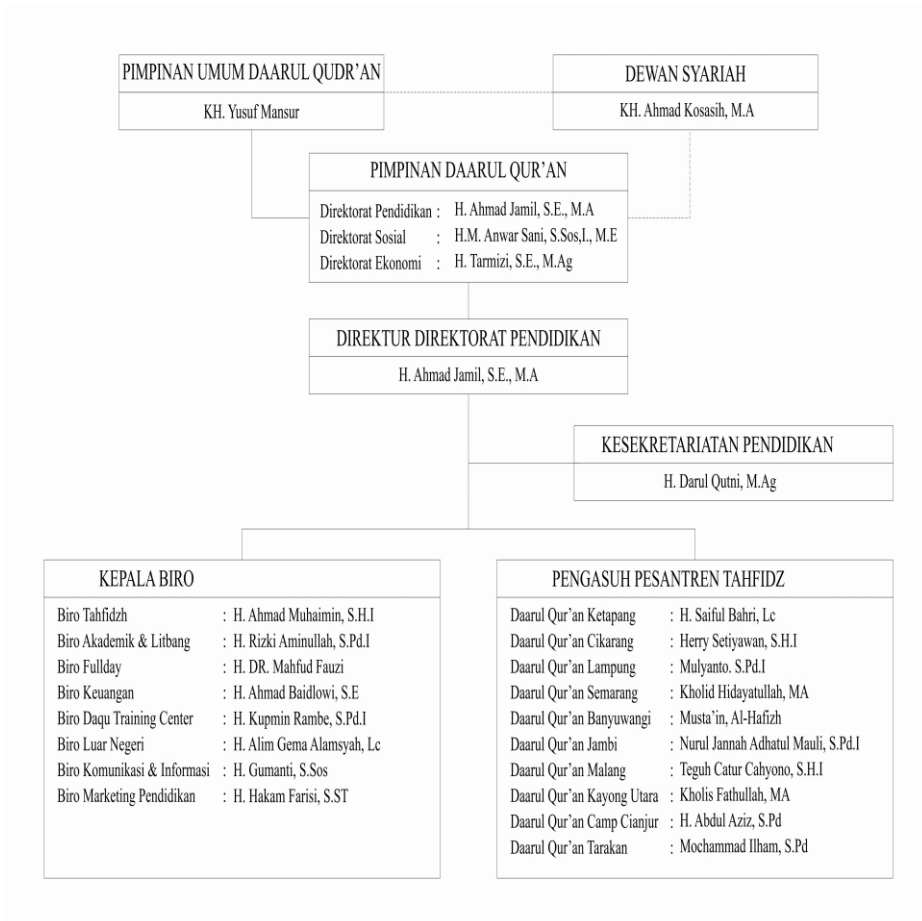 PIMPINAN UMUM DAARUL QUDR’AN
KH. Yusuf Mansur
DEWAN SYARIAH
KH. Ahmad Kosasih, M.A
PIMPINAN DAARUL QUR’AN
Direktorat Pendidikan : H. Ahmad Jamil, S.E., M.A
Direktorat Sosial : H.M. Anwar Sani, S.Sos,I., M.E
Direktorat Ekonomi : H. Tarmizi, S.E., M.Ag
DIREKTUR DIREKTORAT PENDIDIKAN
H. Ahmad Jamil, S.E., M.A
KESEKRETARIATAN PENDIDIKAN
H. Darul Qutni, M.Ag
KEPALA BIRO
Biro Tahfidzh : H. Ahmad Muhaimin, S.H.I
Biro Akademik & Litbang : H. Rizki Aminullah, S.Pd.I
Biro Fullday : H. DR. Mahfud Fauzi
Biro Keuangan : H. Ahmad Baidlowi, S.E
Biro Daqu Training Center : H. Kupmin Rambe, S.Pd.I
Biro Luar Negeri : H. Alim Gema Alamsyah, Lc
Biro Komunikasi & Informasi : H. Gumanti, S.Sos
Biro Marketing Pendidikan : H. Hakam Farisi, S.ST
PENGASUH PESANTREN TAHFIDZ
Daarul Qur’an Ketapang : H. Saiful Bahri, Lc
Daarul Qur’an Cikarang : Herry Setiyawan, S.H.I
Daarul Qur’an Lampung : Mulyanto. S.Pd.I
Daarul Qur’an Semarang : Kholid Hidayatullah, MA
Daarul Qur’an Banyuwangi : Musta’in, Al-Hafizh
Daarul Qur’an Jambi : Nurul Jannah Adhatul Mauli, S.Pd.I
Daarul Qur’an Malang : Teguh Catur Cahyono, S.H.I
Daarul Qur’an Kayong Utara : Kholis Fathullah, MA
Daarul Qur’an Camp Cianjur : H. Abdul Aziz, S.Pd
Daarul Qur’an Tarakan : Mochammad Ilham, S.Pd